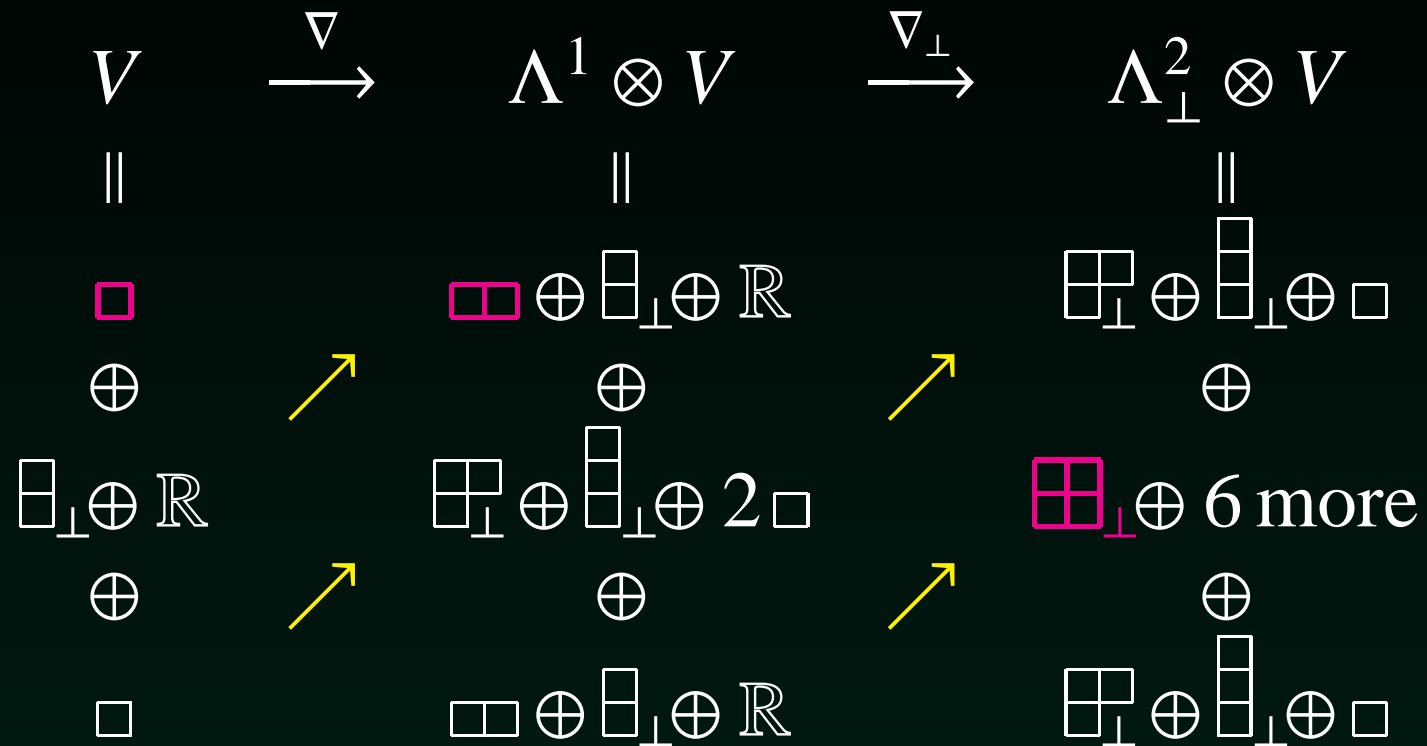 V ∇ ⟶ Λ¹ ⊗ V ∇⊥ ⟶ Λ²⊥ ⊗ V
‖ ‖ ‖
⊕ ⊥ ⊕ ℝ ⊥ ⊕ ⊥ ⊕
⊕ ↗ ⊕ ↗ ⊕
⊥ ⊕ ℝ ⊥ ⊕ ⊥ ⊕ 2 ⊥ ⊕ 6 more
⊕ ↗ ⊕ ↗ ⊕
⊕ ⊥ ⊕ ℝ ⊥ ⊕ ⊥ ⊕